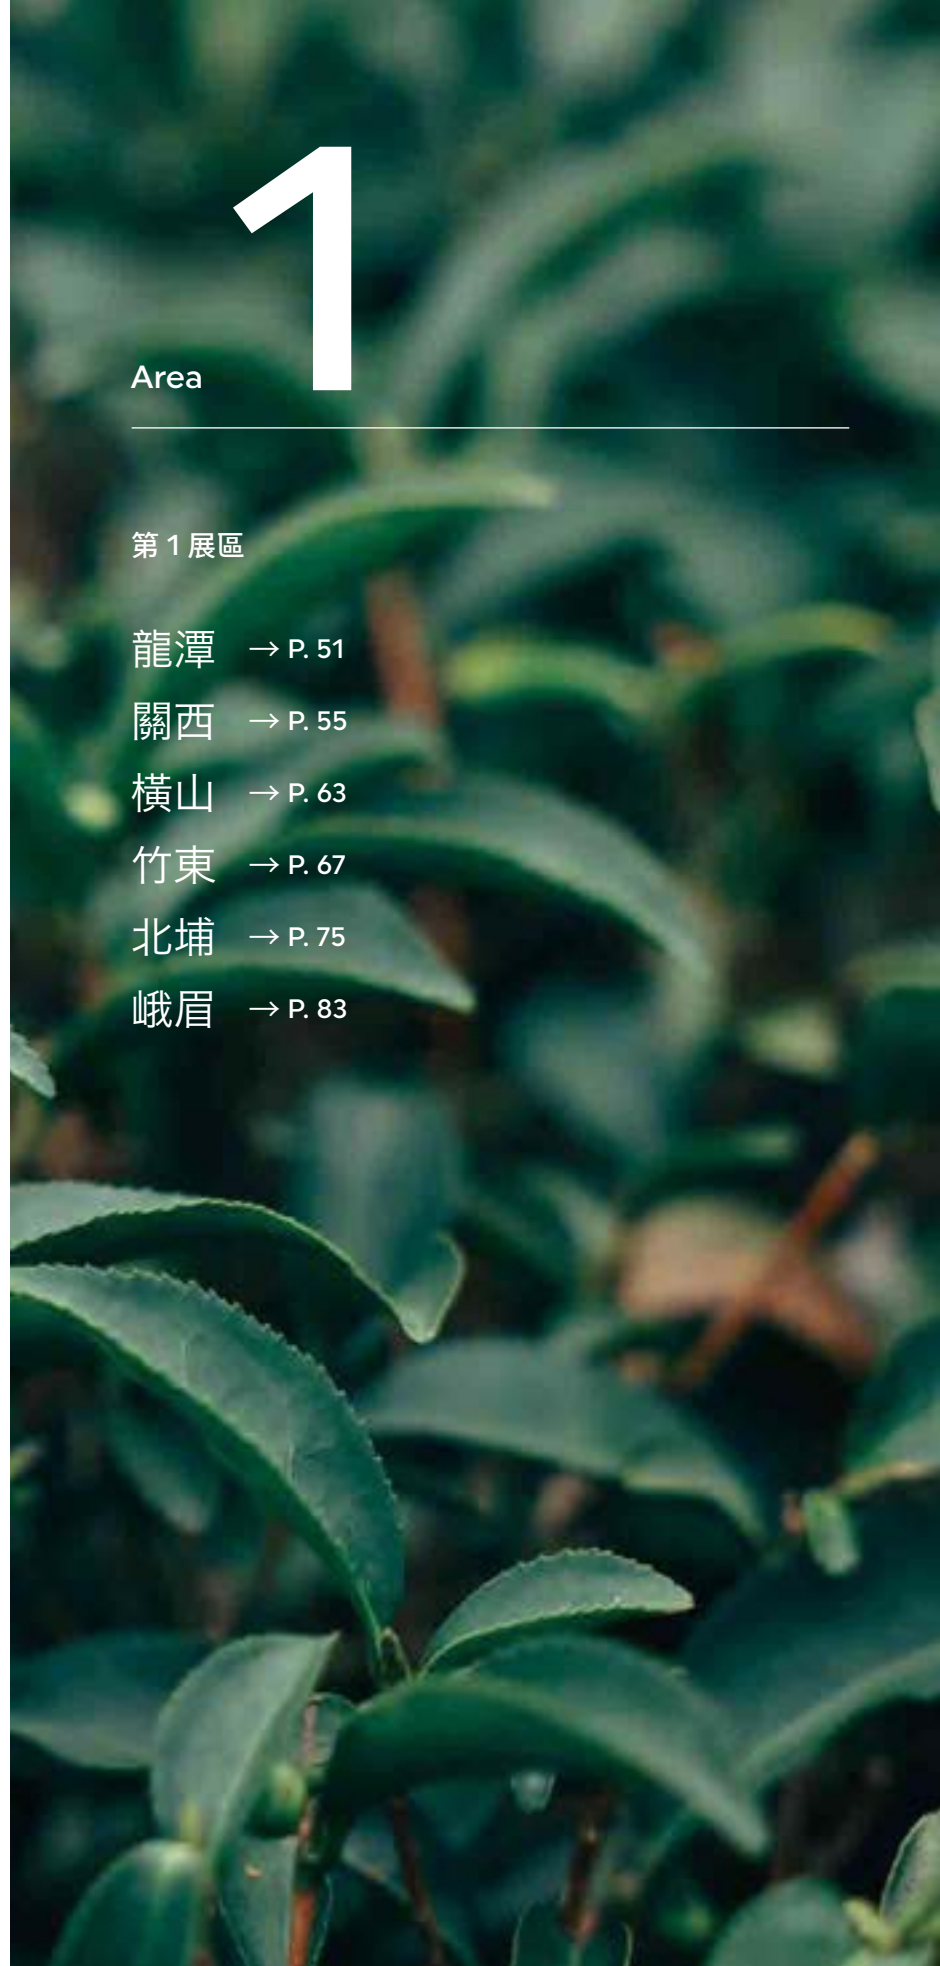 Area 1
第 1 展區
龍潭 → P. 51
關西 → P. 55
橫山 → P. 63
竹東 → P. 67
北埔 → P. 75
峨眉 → P. 83